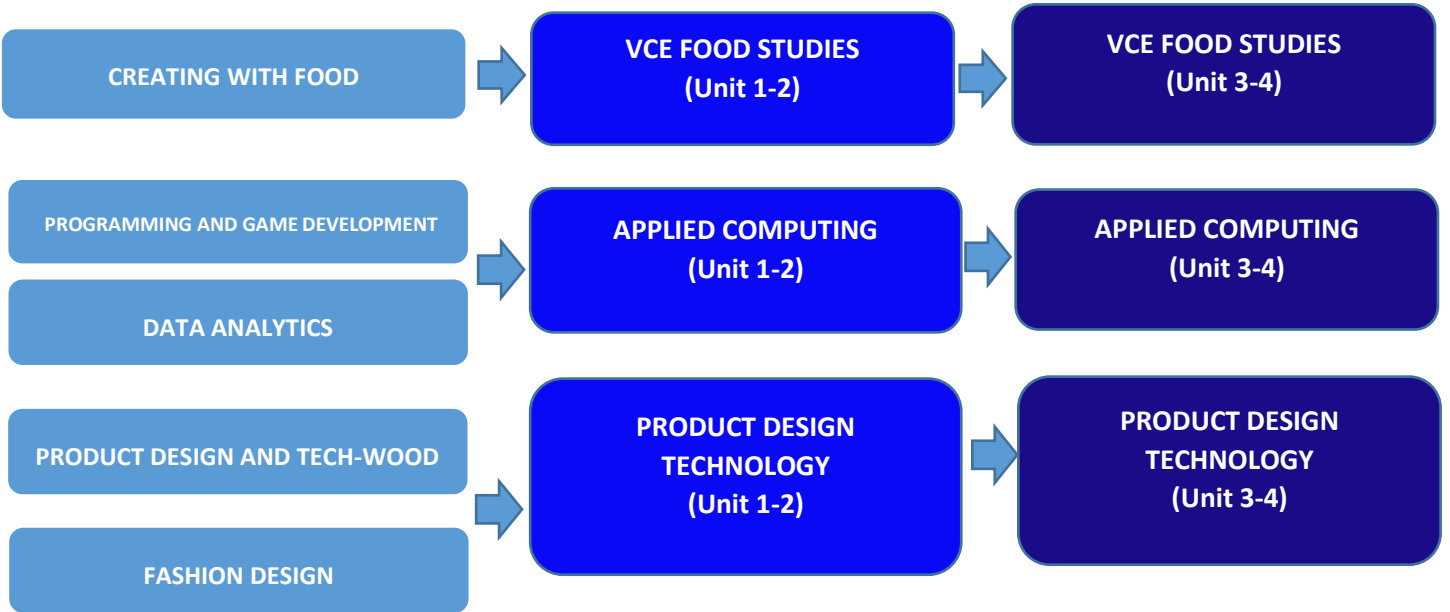 CREATING WITH FOOD
VCE FOOD STUDIES
(Unit 1-2)
VCE FOOD STUDIES
(Unit 3-4)
PROGRAMMING AND GAME DEVELOPMENT
DATA ANALYTICS
APPLIED COMPUTING
(Unit 1-2)
APPLIED COMPUTING
(Unit 3-4)
PRODUCT DESIGN AND TECH-WOOD
FASHION DESIGN
PRODUCT DESIGN
TECHNOLOGY
(Unit 1-2)
PRODUCT DESIGN
TECHNOLOGY
(Unit 3-4)